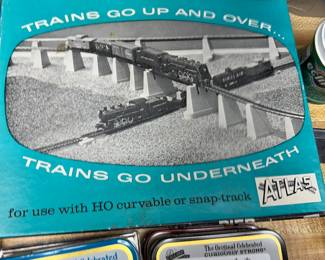 TRAINS GO UP AND OVER...
TRAINS GO UNDERNEATH
ATLAS
for use with HO curvable or snap-track
The Original Celebrated
CURIOUSLY STRONG